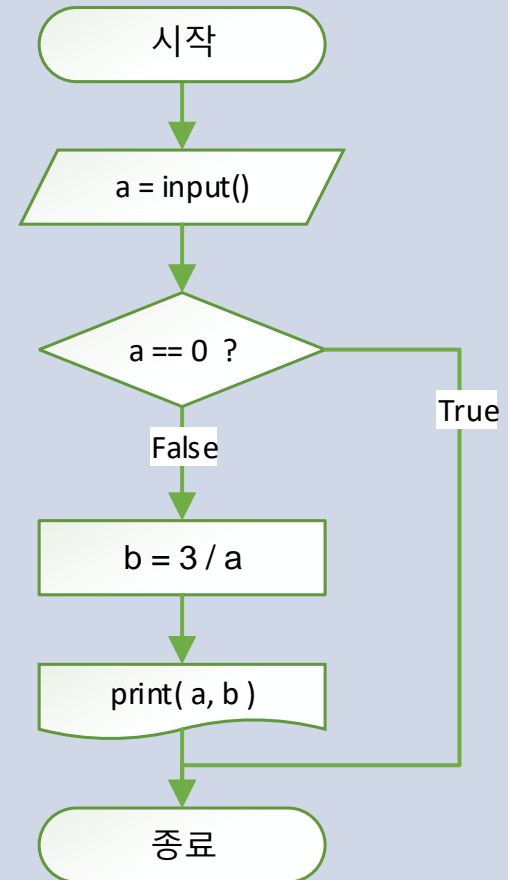 시작
a = input()
a == 0 ?
True
False
b = 3 / a
print( a, b )
종료